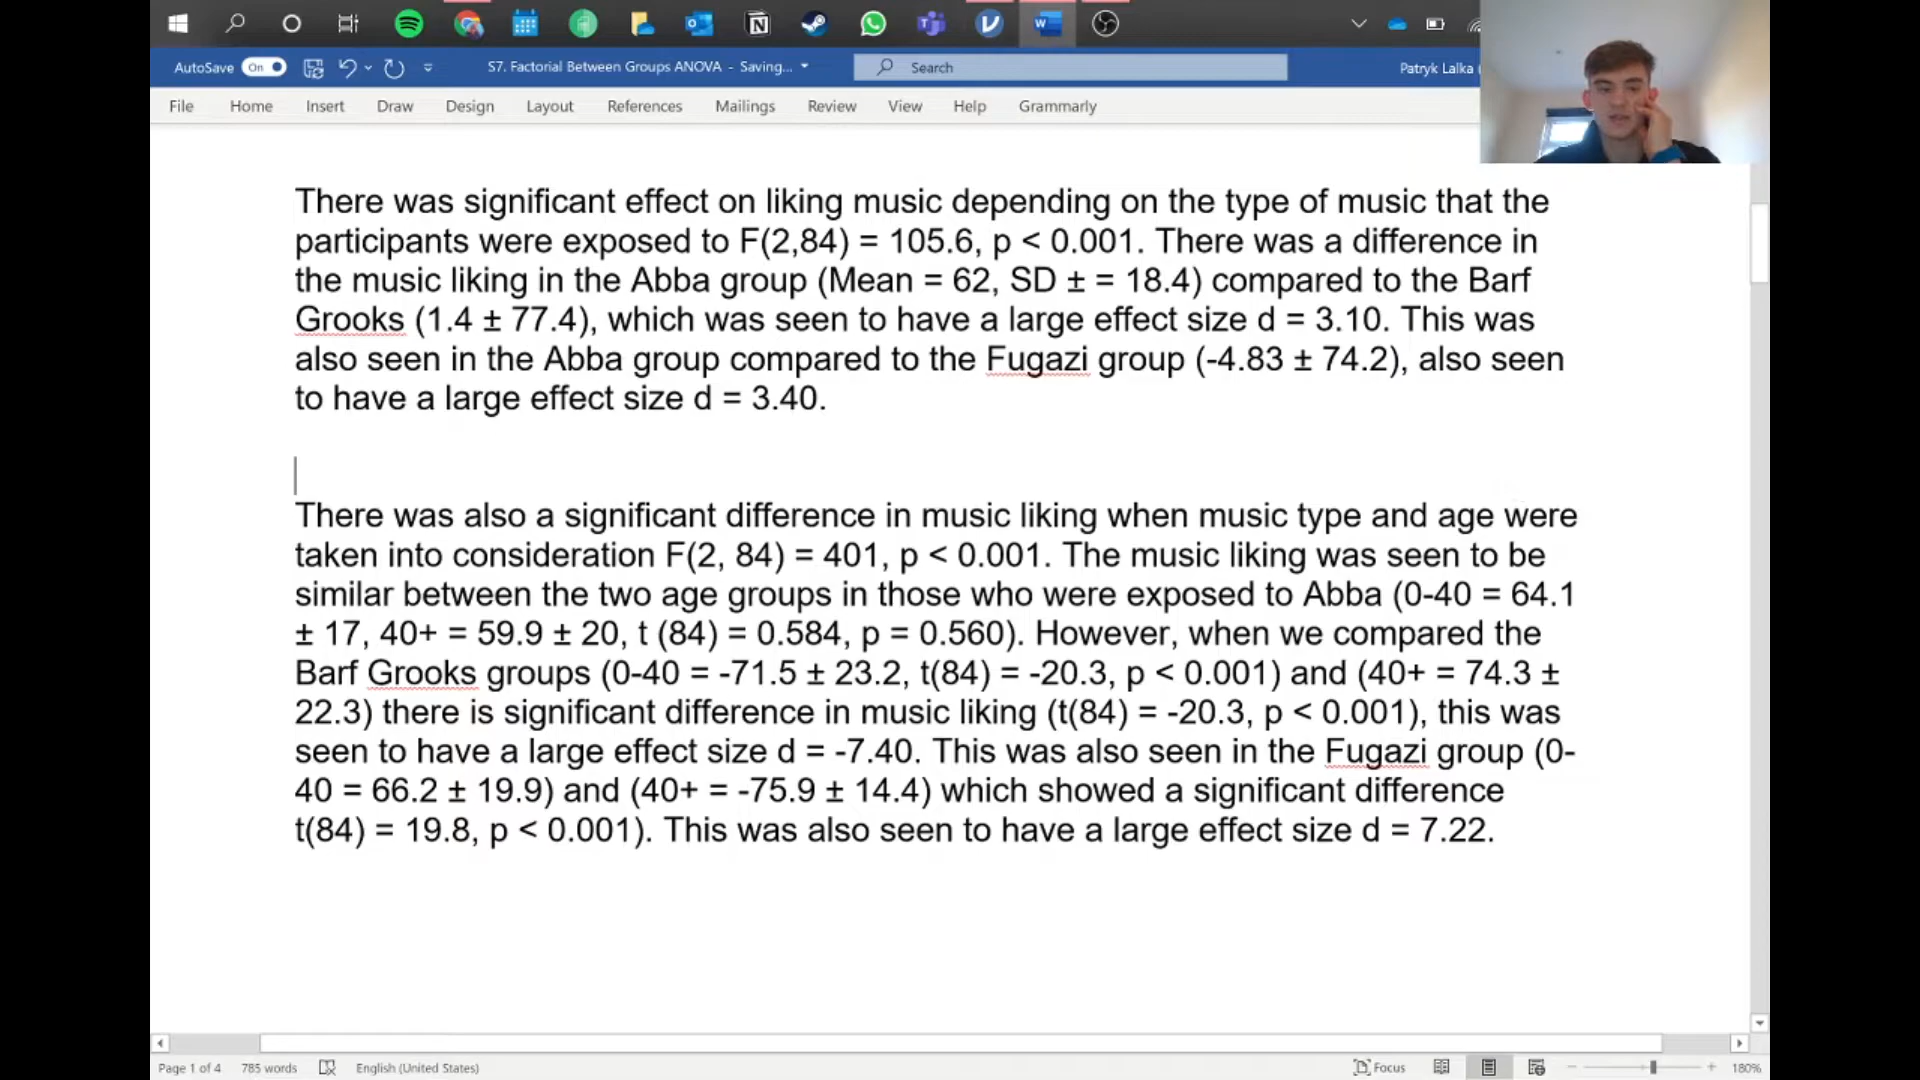 AutoSave On S7. Factorial Between Groups ANOVA - Saving... Search Patryk Lalka
File Home Insert Draw Design Layout References Mailings Review View Help Grammarly
There was significant effect on liking music depending on the type of music that the
participants were exposed to F(2,84) = 105.6, p < 0.001. There was a difference in
the music liking in the Abba group (Mean = 62, SD ± = 18.4) compared to the Barf
Grooks (1.4 ± 77.4), which was seen to have a large effect size d = 3.10. This was
also seen in the Abba group compared to the Fugazi group (-4.83 ± 74.2), also seen
to have a large effect size d = 3.40.
There was also a significant difference in music liking when music type and age were
taken into consideration F(2, 84) = 401, p < 0.001. The music liking was seen to be
similar between the two age groups in those who were exposed to Abba (0-40 = 64.1
± 17, 40+ = 59.9 ± 20, t (84) = 0.584, p = 0.560). However, when we compared the
Barf Grooks groups (0-40 = -71.5 ± 23.2, t(84) = -20.3, p < 0.001) and (40+ = 74.3 ±
22.3) there is significant difference in music liking (t(84) = -20.3, p < 0.001), this was
seen to have a large effect size d = -7.40. This was also seen in the Fugazi group (0-
40 = 66.2 ± 19.9) and (40+ = -75.9 ± 14.4) which showed a significant difference
t(84) = 19.8, p < 0.001). This was also seen to have a large effect size d = 7.22.
Page 1 of 4 785 words English (United States) Focus 180%